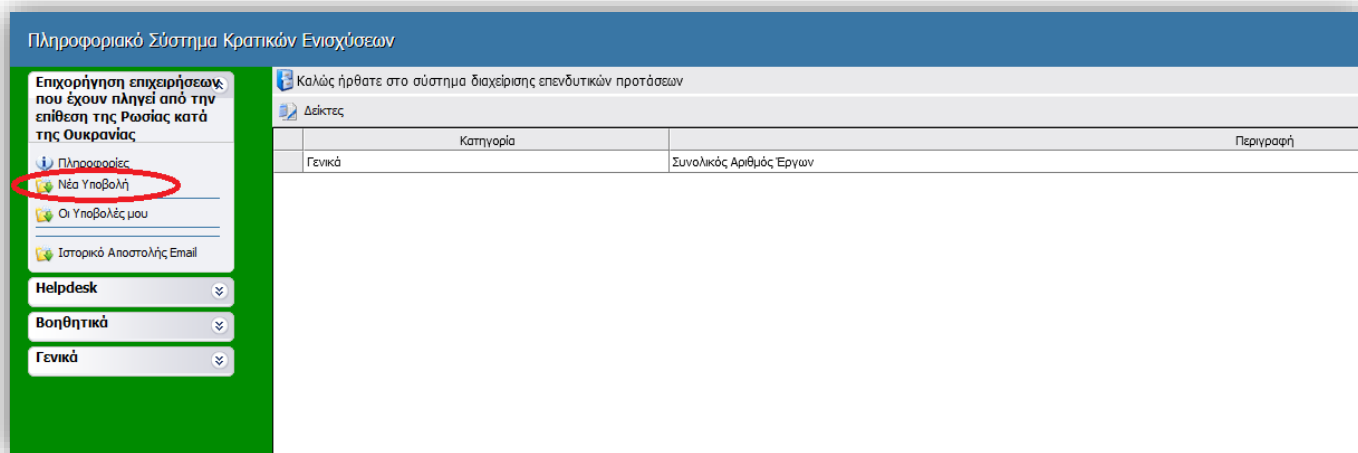 Πληροφοριακό Σύστημα Κρατικών Ενισχύσεων
Επιχορήγηση επιχειρήσεων
που έχουν πληγεί από την
επίθεση της Ρωσίας κατά
της Ουκρανίας
Πληροφορίες
Νέα Υποβολή
Οι Υποβολές μου
Ιστορικό Αποστολής Email
Helpdesk
Βοηθητικά
Γενικά
Καλώς ήρθατε στο σύστημα διαχείρισης επενδυτικών προτάσεων
Δείκτες
Κατηγορία Περιγραφή
Γενικά Συνολικός Αριθμός Έργων